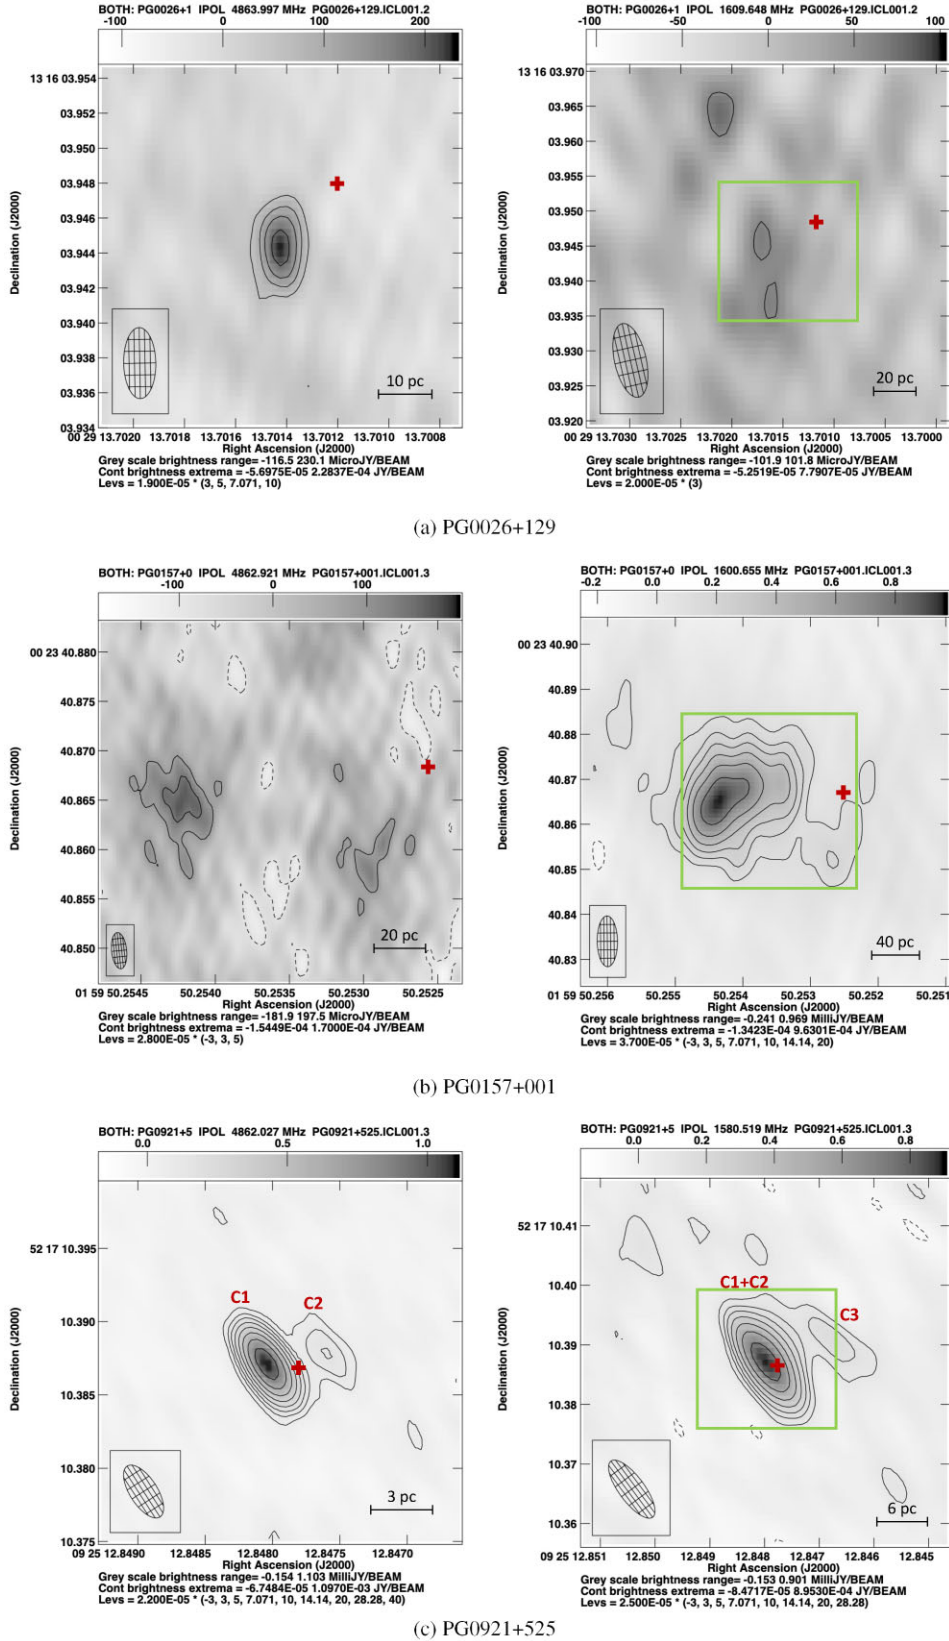 BOTH: PG0026+1 IPOL 4863.997 MHz PG0026+129.ICL001.2
-100 0 100 200
13 16 03.954
03.952
03.950
03.948
03.946
03.944
03.942
03.940
03.938
03.936
03.934
Declination (J2000)
10 pc
00 29 13.7020 13.7018 13.7016 13.7014 13.7012 13.7010 13.7008
Right Ascension (J2000)
Grey scale brightness range= -116.5 230.1 MicroJY/BEAM
Cont brightness extrema = -5.6975E-05 2.2837E-04 JY/BEAM
Levs = 1.900E-05 * (3, 5, 7.071, 10)
BOTH: PG0026+1 IPOL 1609.648 MHz PG0026+129.ICL001.2
-100 -50 0 50 100
13 16 03.970
03.965
03.960
03.955
03.950
03.945
03.940
03.935
03.930
03.925
03.920
Declination (J2000)
20 pc
00 29 13.7030 13.7025 13.7020 13.7015 13.7010 13.7005 13.7000
Right Ascension (J2000)
Grey scale brightness range= -101.9 101.8 MicroJY/BEAM
Cont brightness extrema = -5.2519E-05 7.7907E-05 JY/BEAM
Levs = 2.000E-05 * (3)
(a) PG0026+129
BOTH: PG0157+0 IPOL 4862.921 MHz PG0157+001.ICL001.3
-100 0 100
00 23 40.880
40.875
40.870
40.865
40.860
40.855
40.850
Declination (J2000)
20 pc
01 59 50.2545 50.2540 50.2535 50.2530 50.2525
Right Ascension (J2000)
Grey scale brightness range= -181.9 197.5 MicroJY/BEAM
Cont brightness extrema = -1.5449E-04 1.7000E-04 JY/BEAM
Levs = 2.800E-05 * (-3, 3, 5)
BOTH: PG0157+0 IPOL 1600.655 MHz PG0157+001.ICL001.3
-0.2 0.0 0.2 0.4 0.6 0.8
00 23 40.90
40.89
40.88
40.87
40.86
40.85
40.84
40.83
Declination (J2000)
40 pc
01 59 50.256 50.255 50.254 50.253 50.252 50.251
Right Ascension (J2000)
Grey scale brightness range= -0.241 0.969 MilliJY/BEAM
Cont brightness extrema = -1.3423E-04 9.6301E-04 JY/BEAM
Levs = 3.700E-05 * (-3, 3, 5, 7.071, 10, 14.14, 20)
(b) PG0157+001
BOTH: PG0921+5 IPOL 4862.027 MHz PG0921+525.ICL001.3
0.0 0.5 1.0
52 17 10.395
10.390
10.385
10.380
10.375
Declination (J2000)
C1
C2
3 pc
09 25 12.8490 12.8485 12.8480 12.8475 12.8470
Right Ascension (J2000)
Grey scale brightness range= -0.154 1.103 MilliJY/BEAM
Cont brightness extrema = -6.7484E-05 1.0970E-03 JY/BEAM
Levs = 2.200E-05 * (-3, 3, 5, 7.071, 10, 14.14, 20, 28.28, 40)
BOTH: PG0921+5 IPOL 1580.519 MHz PG0921+525.ICL001.3
0.0 0.2 0.4 0.6 0.8
52 17 10.41
10.40
10.39
10.38
10.37
10.36
Declination (J2000)
C1+C2
C3
6 pc
09 25 12.851 12.850 12.849 12.848 12.847 12.846 12.845
Right Ascension (J2000)
Grey scale brightness range= -0.153 0.901 MilliJY/BEAM
Cont brightness extrema = -8.4717E-05 8.9530E-04 JY/BEAM
Levs = 2.500E-05 * (-3, 3, 5, 7.071, 10, 14.14, 20, 28.28)
(c) PG0921+525